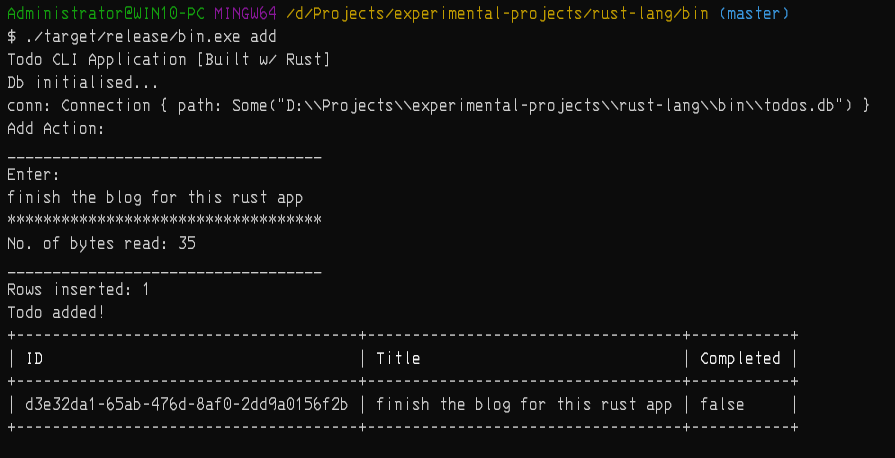 Administrator@WIN10-PC MINGW64 /d/Projects/experimental-projects/rust-lang/bin (master)
$ ./target/release/bin.exe add
Todo CLI Application [Built w/ Rust]
Db initialised...
conn: Connection { path: Some("D:\\Projects\\experimental-projects\\rust-lang\\bin\\todos.db") }
Add Action:
___________________________________
Enter:
finish the blog for this rust app
***********************************
No. of bytes read: 35
___________________________________
Rows inserted: 1
Todo added!
+--------------------------------------+-----------------------------------+-----------+
| ID                                   | Title                             | Completed |
+--------------------------------------+-----------------------------------+-----------+
| d3e32da1-65ab-476d-8af0-2dd9a0156f2b | finish the blog for this rust app | false     |
+--------------------------------------+-----------------------------------+-----------+